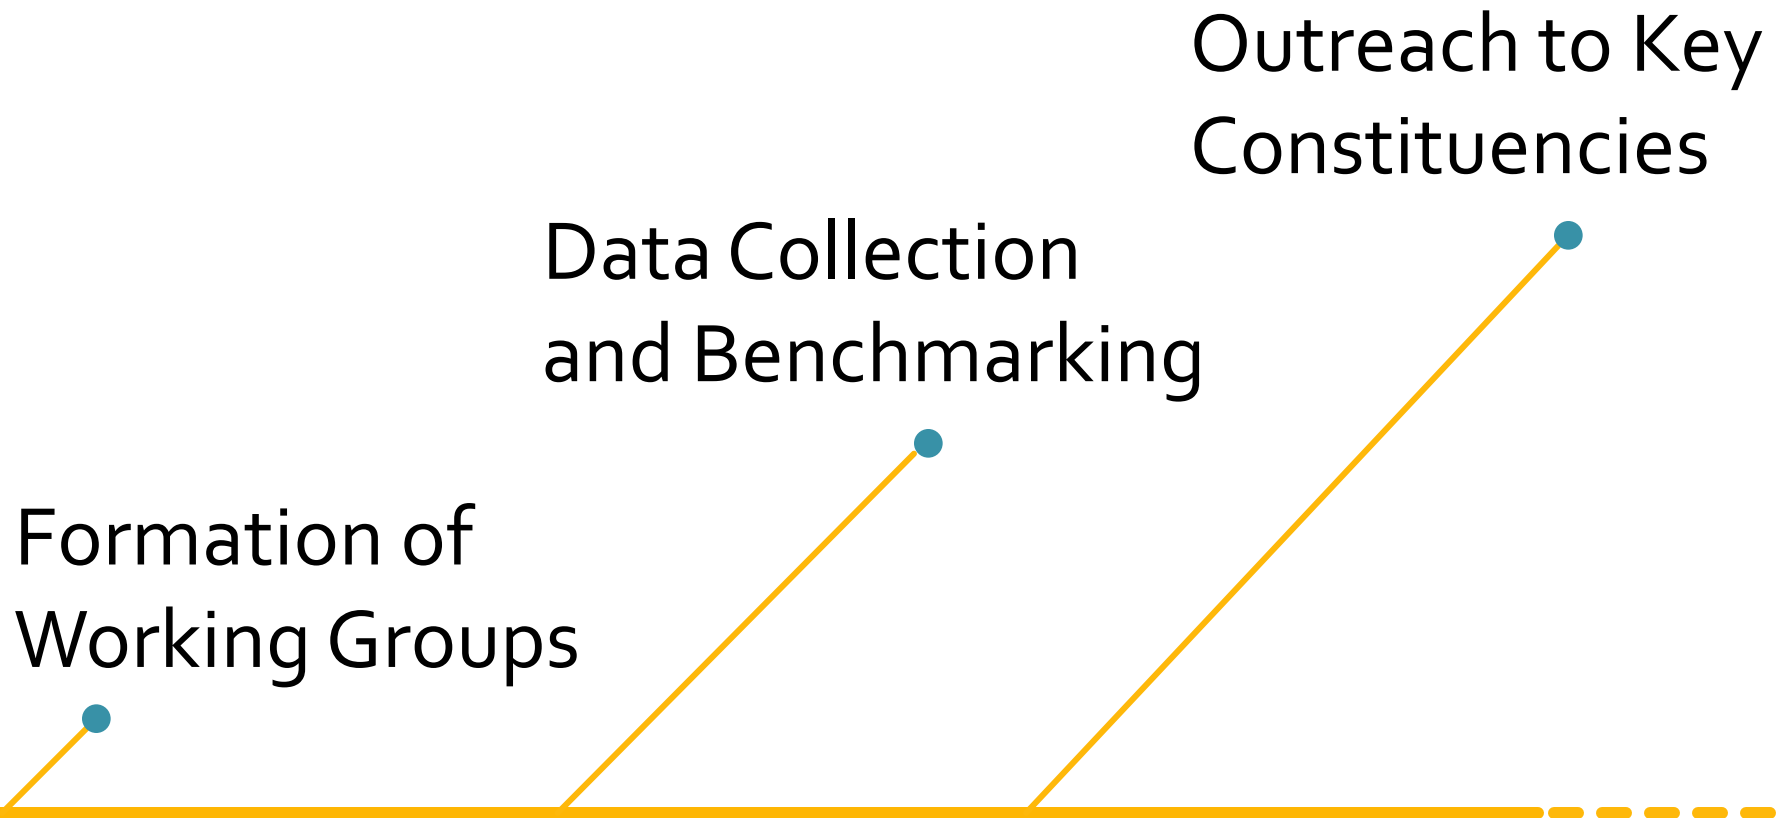 Outreach to Key
Constituencies
Data Collection
and Benchmarking
Formation of
Working Groups